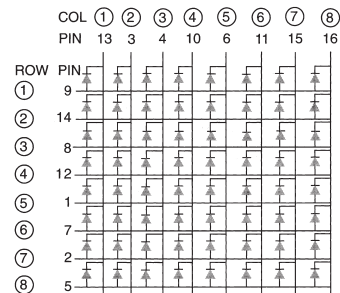 COL ① ② ③ ④ ⑤ ⑥ ⑦ ⑧
PIN 13 3 4 10 6 11 15 16
ROW PIN
① 9
② 14
③ 8
④ 12
⑤ 1
⑥ 7
⑦ 2
⑧ 5